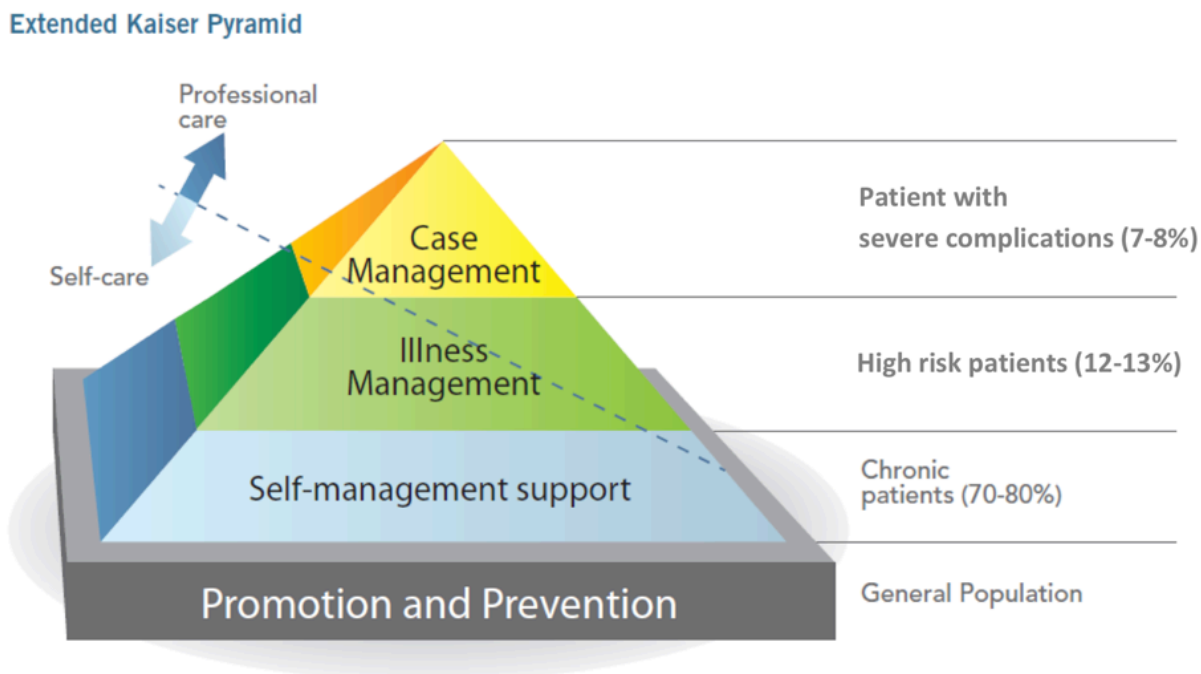 Extended Kaiser Pyramid
Professional
care
Self-care
Case
Management
Patient with
severe complications (7-8%)
Illness
Management
High risk patients (12-13%)
Self-management support
Chronic
patients (70-80%)
Promotion and Prevention
General Population